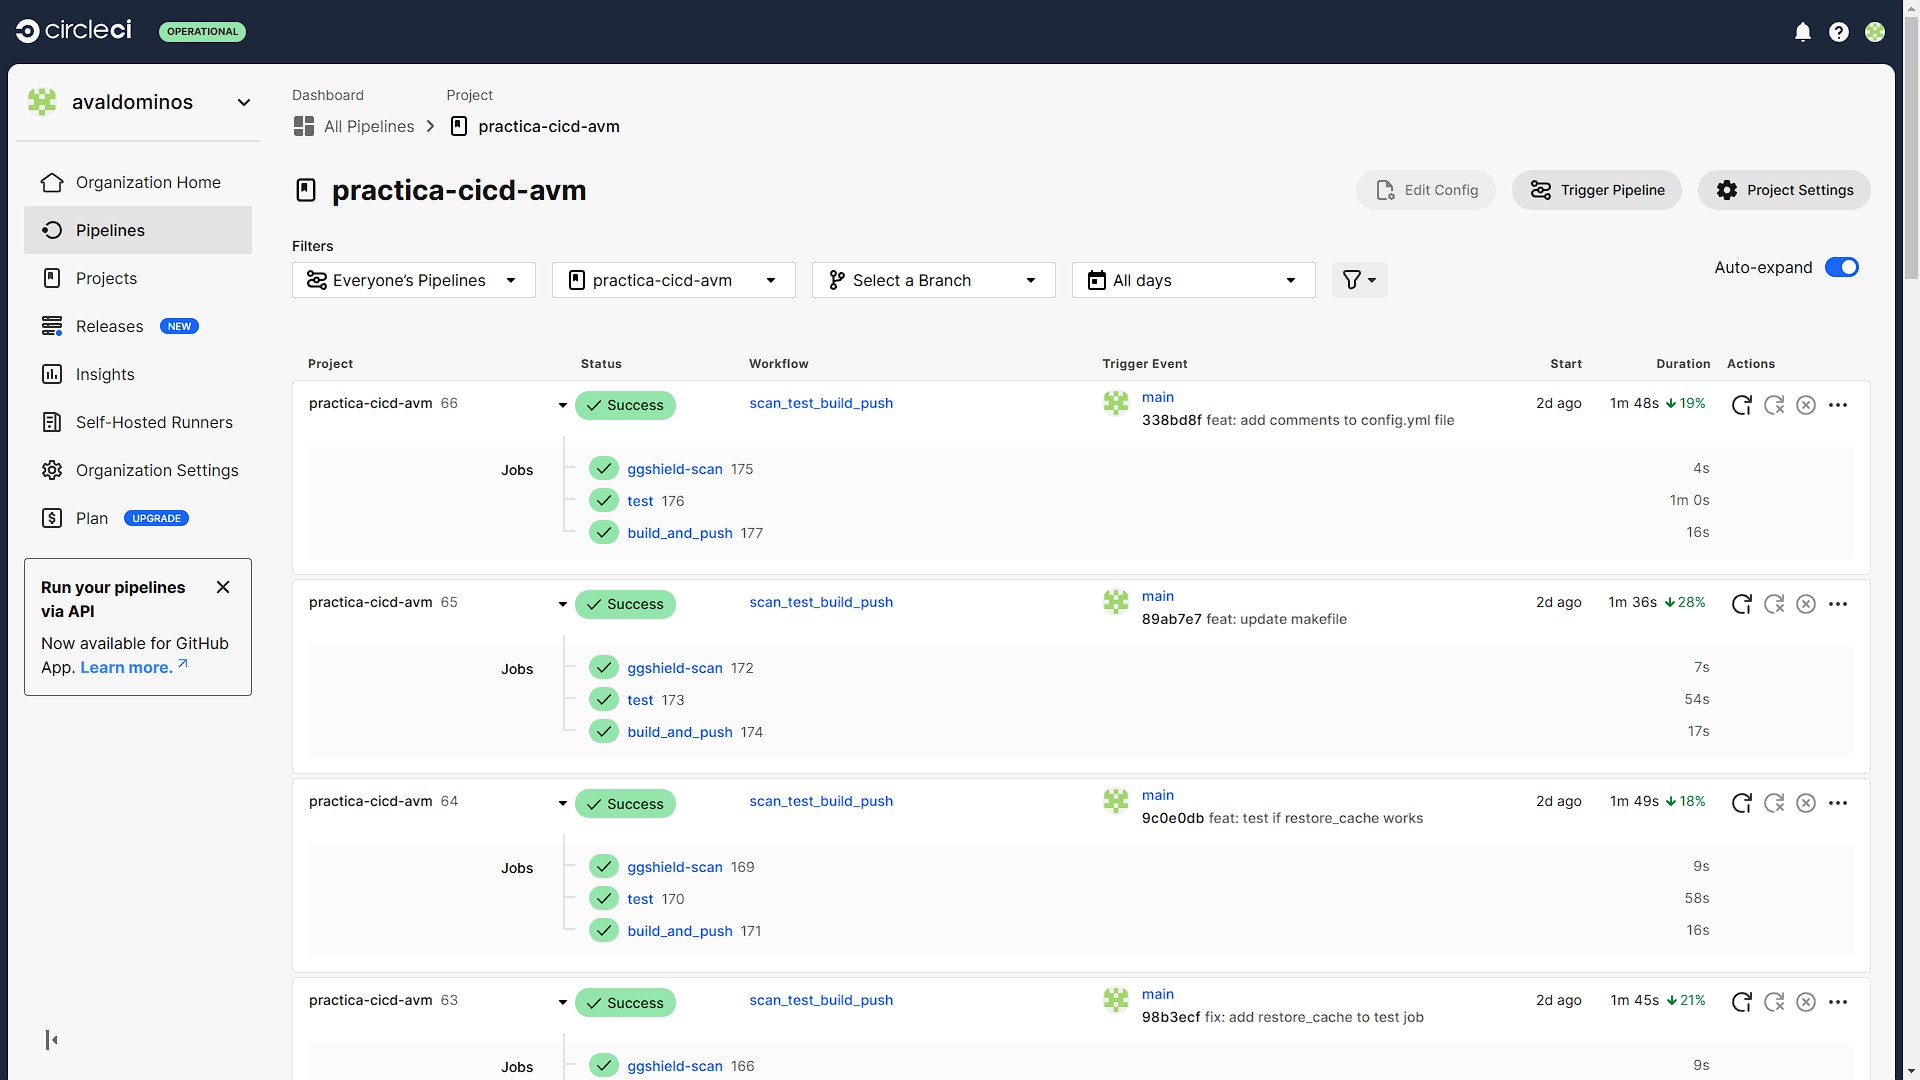 circleci
OPERATIONAL
avaldominos
Organization Home
Pipelines
Projects
Releases NEW
Insights
Self-Hosted Runners
Organization Settings
Plan UPGRADE
Run your pipelines
via API
Now available for GitHub
App. Learn more.
Dashboard Project
All Pipelines practica-cicd-avm
practica-cicd-avm
Edit Config Trigger Pipeline Project Settings
Filters
Everyone’s Pipelines practica-cicd-avm Select a Branch All days
Auto-expand
Project Status Workflow Trigger Event Start Duration Actions
practica-cicd-avm 66 Success scan_test_build_push main 2d ago 1m 48s 19%
338bd8f feat: add comments to config.yml file
Jobs ggshield-scan 175 4s
test 176 1m 0s
build_and_push 177 16s
practica-cicd-avm 65 Success scan_test_build_push main 2d ago 1m 36s 28%
89ab7e7 feat: update makefile
Jobs ggshield-scan 172 7s
test 173 54s
build_and_push 174 17s
practica-cicd-avm 64 Success scan_test_build_push main 2d ago 1m 49s 18%
9c0e0db feat: test if restore_cache works
Jobs ggshield-scan 169 9s
test 170 58s
build_and_push 171 16s
practica-cicd-avm 63 Success scan_test_build_push main 2d ago 1m 45s 21%
98b3ecf fix: add restore_cache to test job
Jobs ggshield-scan 166 9s